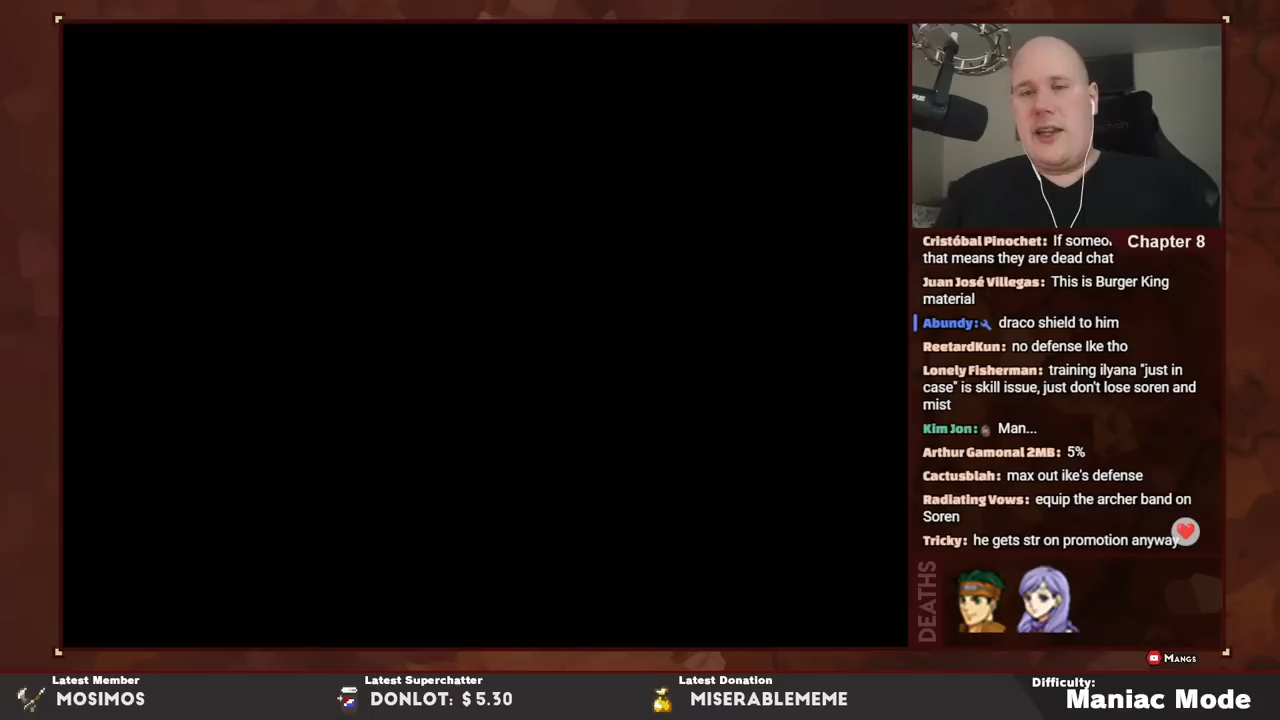 Cristóbal Pinochet: If someo.
Chapter 8
that means they are dead chat
Juan José Villegas: This is Burger King
material
Abundy: draco shield to him
ReetardKun: no defense Ike tho
Lonely Fisherman: training ilyana "just in
case" is skill issue, just don't lose soren and
mist
Kim Jon: Man...
Arthur Gamonal 2MB: 5%
Cactusblah: max out ike's defense
Radiating Vows: equip the archer band on
Soren
Tricky: he gets str on promotion anyway
DEATHS
Mangs
Latest Member
MOSIMOS
Latest Superchatter
DONLOT: $5.30
Latest Donation
MISERABLEMEME
Difficulty:
Maniac Mode